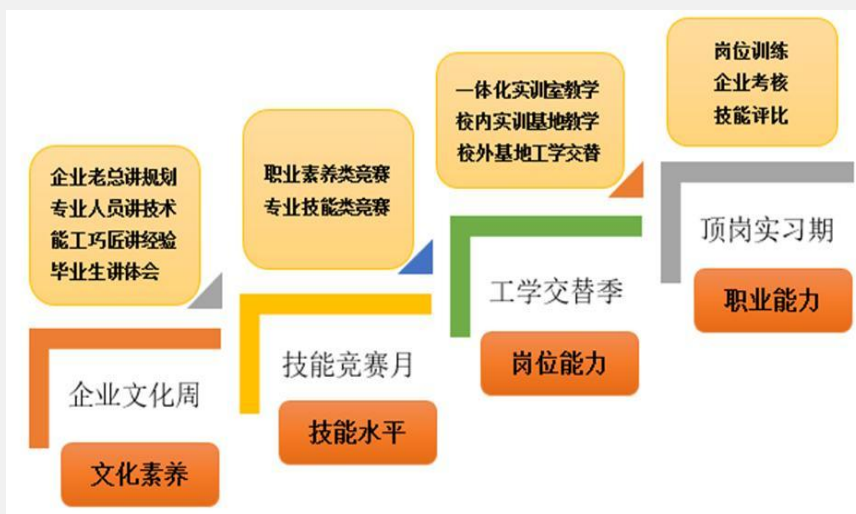 企业老总讲规划
专业人员讲技术
能工巧匠讲经验
毕业生讲体会
企业文化周
文化素养
职业素养类竞赛
专业技能类竞赛
技能竞赛月
技能水平
一体化实训室教学
校内实训基地教学
校外基地工学交替
工学交替季
岗位能力
岗位训练
企业考核
技能评比
顶岗实习期
职业能力